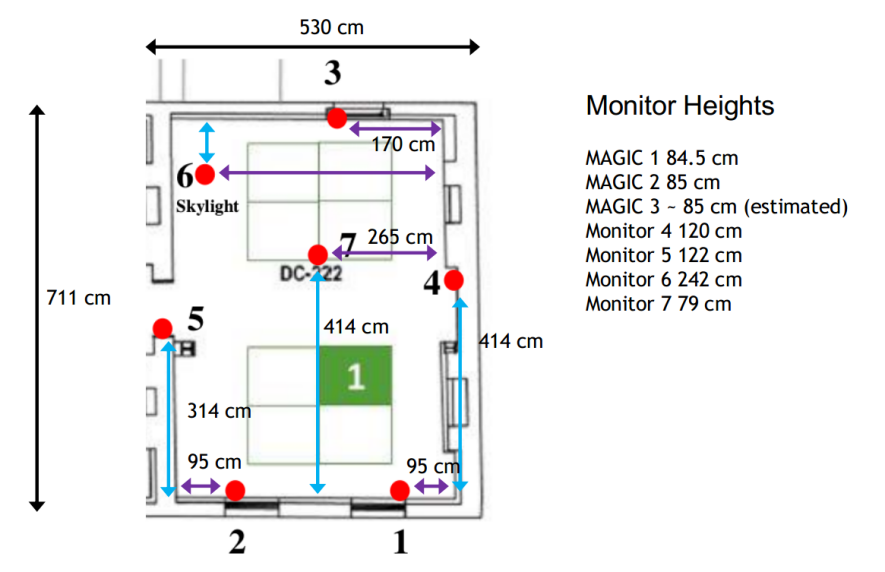 530 cm
3
Monitor Heights
170 cm
MAGIC 1 84.5 cm
MAGIC 2 85 cm
MAGIC 3 ~ 85 cm (estimated)
Monitor 4 120 cm
Monitor 5 122 cm
Monitor 6 242 cm
Monitor 7 79 cm
6
Skylight
7
265 cm
DC-222
4
711 cm
5
414 cm
414 cm
1
314 cm
95 cm
95 cm
2
1